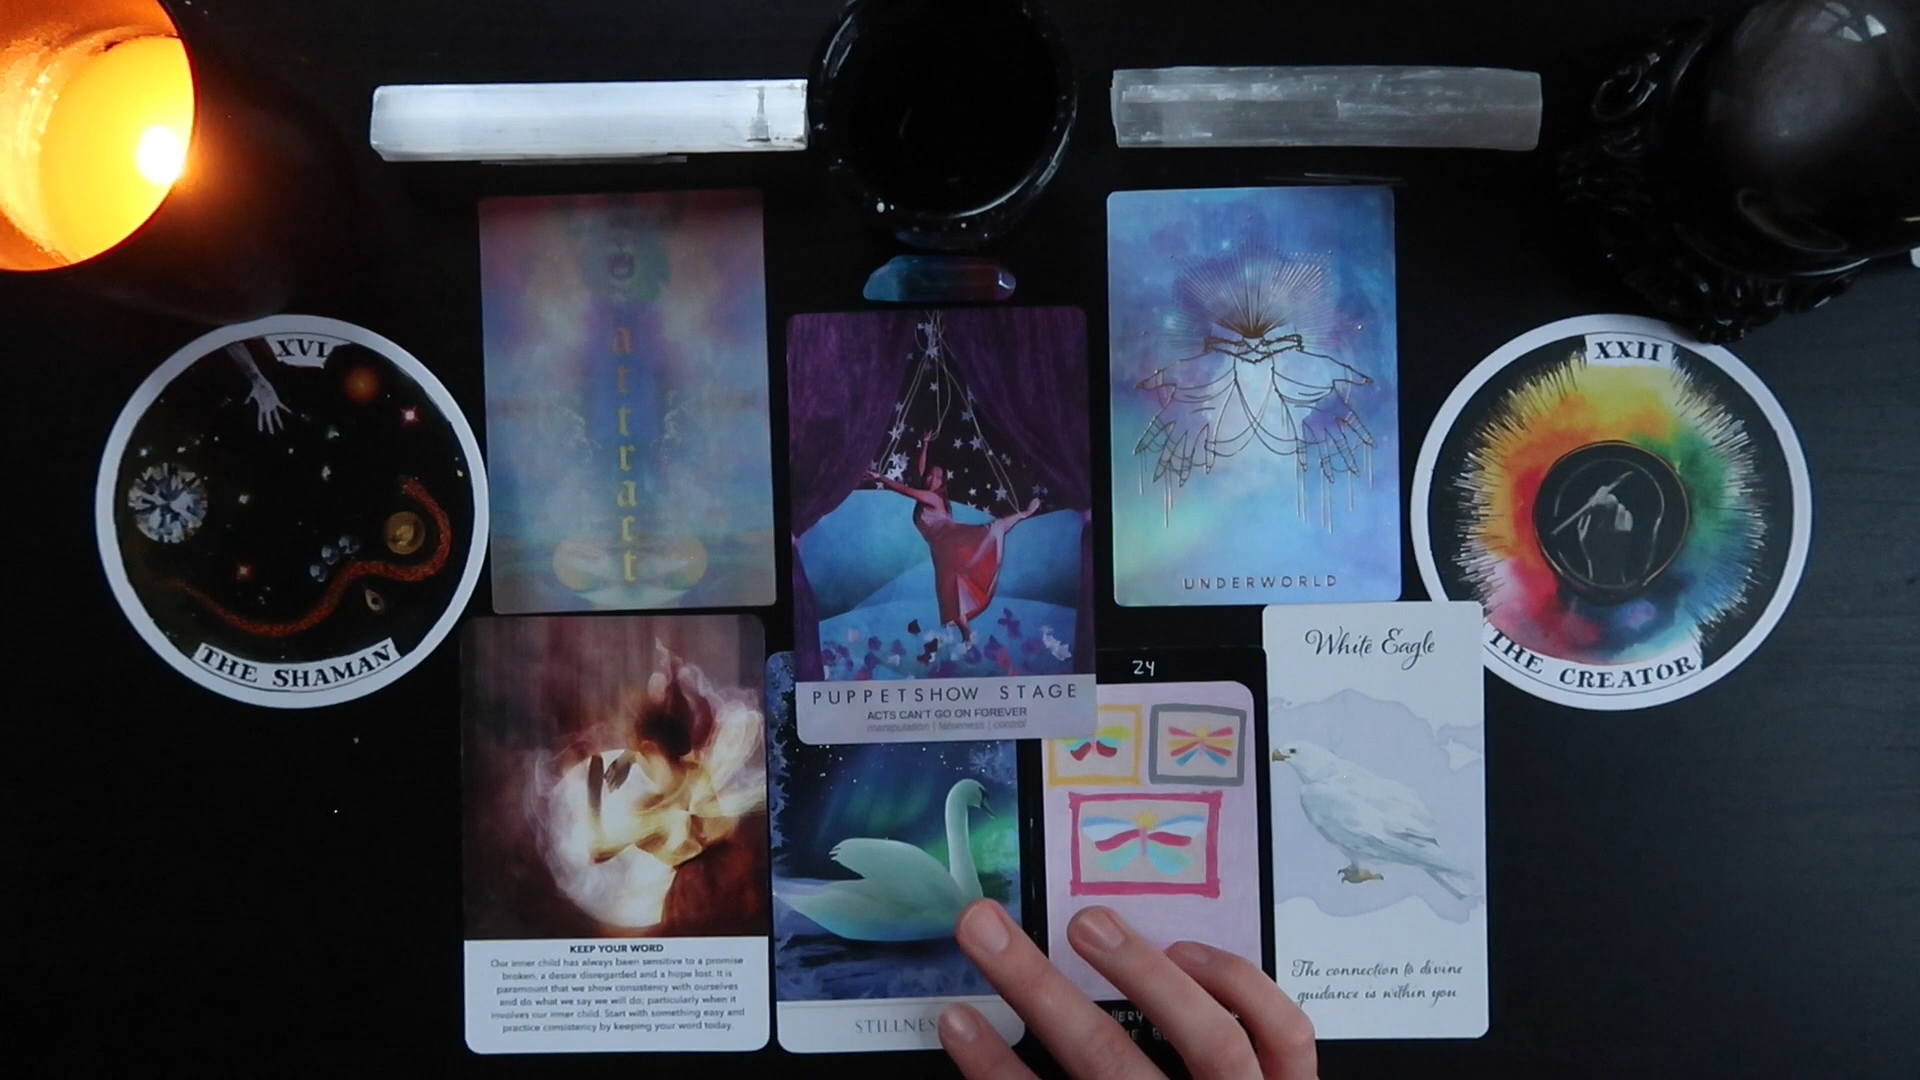 XVI
THE SHAMAN
attract
UNDERWORLD
XXII
THE CREATOR
PUPPETSHOW STAGE
ACTS CAN'T GO ON FOREVER
manipulation | falseness | control
KEEP YOUR WORD
Our inner child has always been sensitive to a promise
broken, a desire disregarded and a hope lost. It is
paramount that we show consistency with ourselves
and do what we say we will do; particularly when it
involves our inner child. Start with something easy and
practice consistency by keeping your word today.
STILLNES
24
White Eagle
The connection to divine
guidance is within you